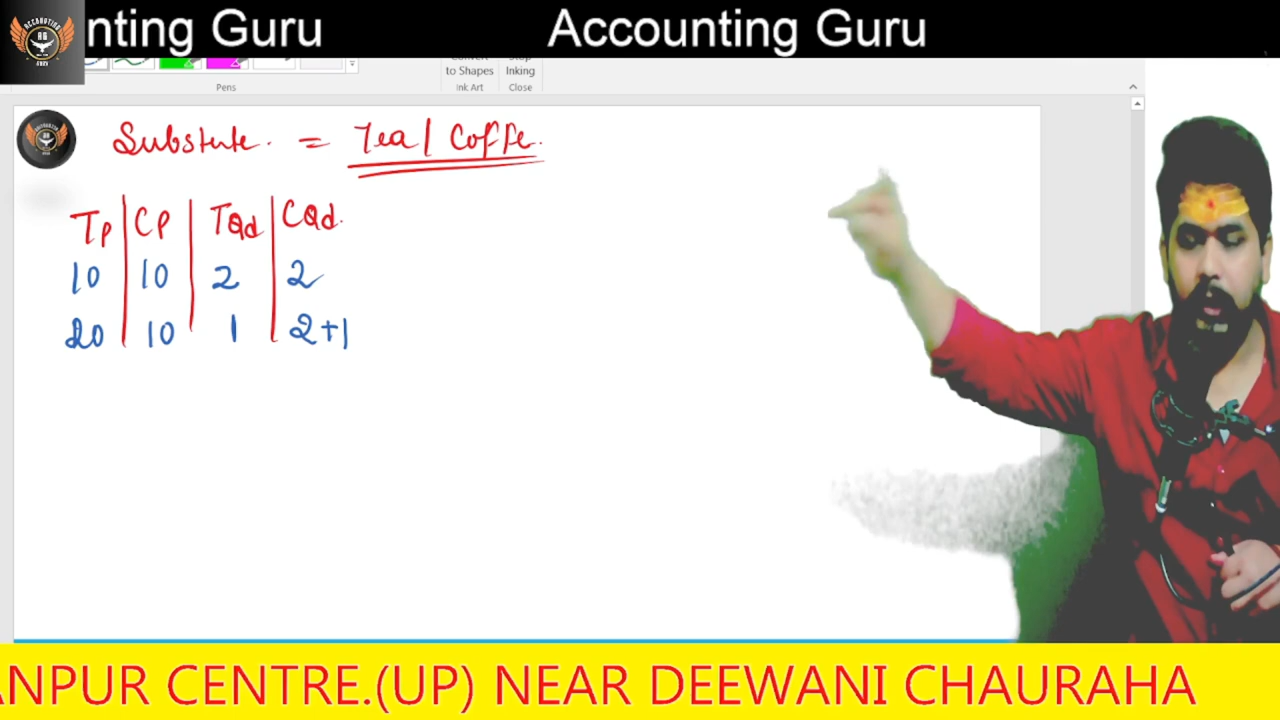 nting Guru Accounting Guru
to Shapes Inking
Pens Ink Art Close
Substute. = Tea/Coffe.
Tp Cp TQd CQd.
10 10 2 2
20 10 1 2+1
ANPUR CENTRE.(UP) NEAR DEEWANI CHAURAHA